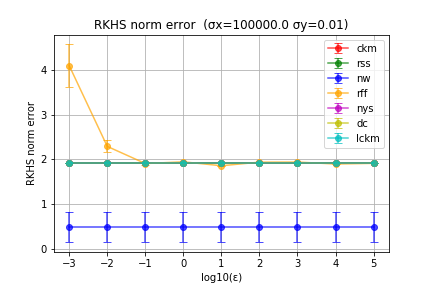 RKHS norm error  (σx=100000.0 σy=0.01)
RKHS norm error
4
3
2
1
0
−3
−2
−1
0
1
2
3
4
5
log10(ε)
ckm
rss
nw
rff
nys
dc
lckm